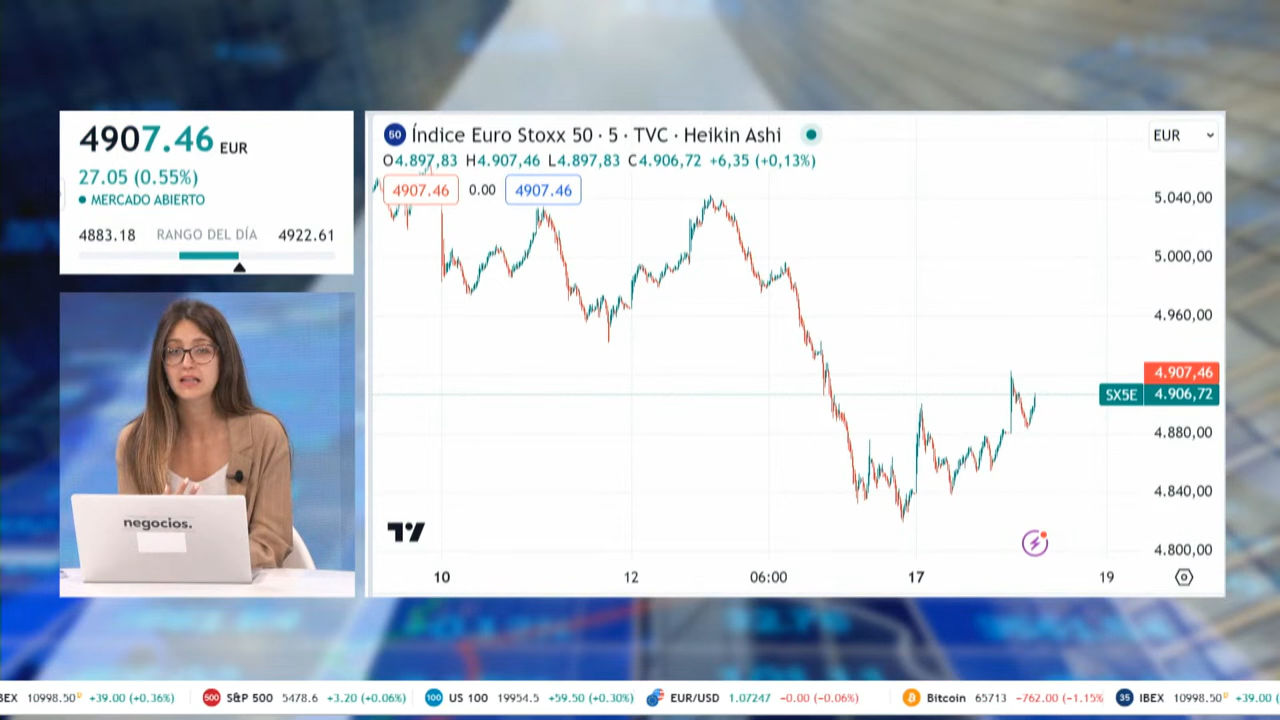 4907.46 EUR
27.05 (0.55%)
MERCADO ABIERTO
4883.18 RANGO DEL DÍA 4922.61
negocios.
50 Índice Euro Stoxx 50 · 5 · TVC · Heikin Ashi
EUR
O4.897,83 H4.907,46 L4.897,83 C4.906,72 +6,35 (+0,13%)
4907.46 0.00 4907.46
5.040,00
5.000,00
4.960,00
4.907,46
SX5E 4.906,72
4.880,00
4.840,00
4.800,00
10 12 06:00 17 19
IBEX 10998.50D +39.00 (+0.36%) 500 S&P 500 5478.6 +3.20 (+0.06%) 100 US 100 19954.5 +59.50 (+0.30%) EUR/USD 1.07247 −0.00 (−0.06%) Bitcoin 65713 −762.00 (−1.15%) 35 IBEX 10998.50D +39.00